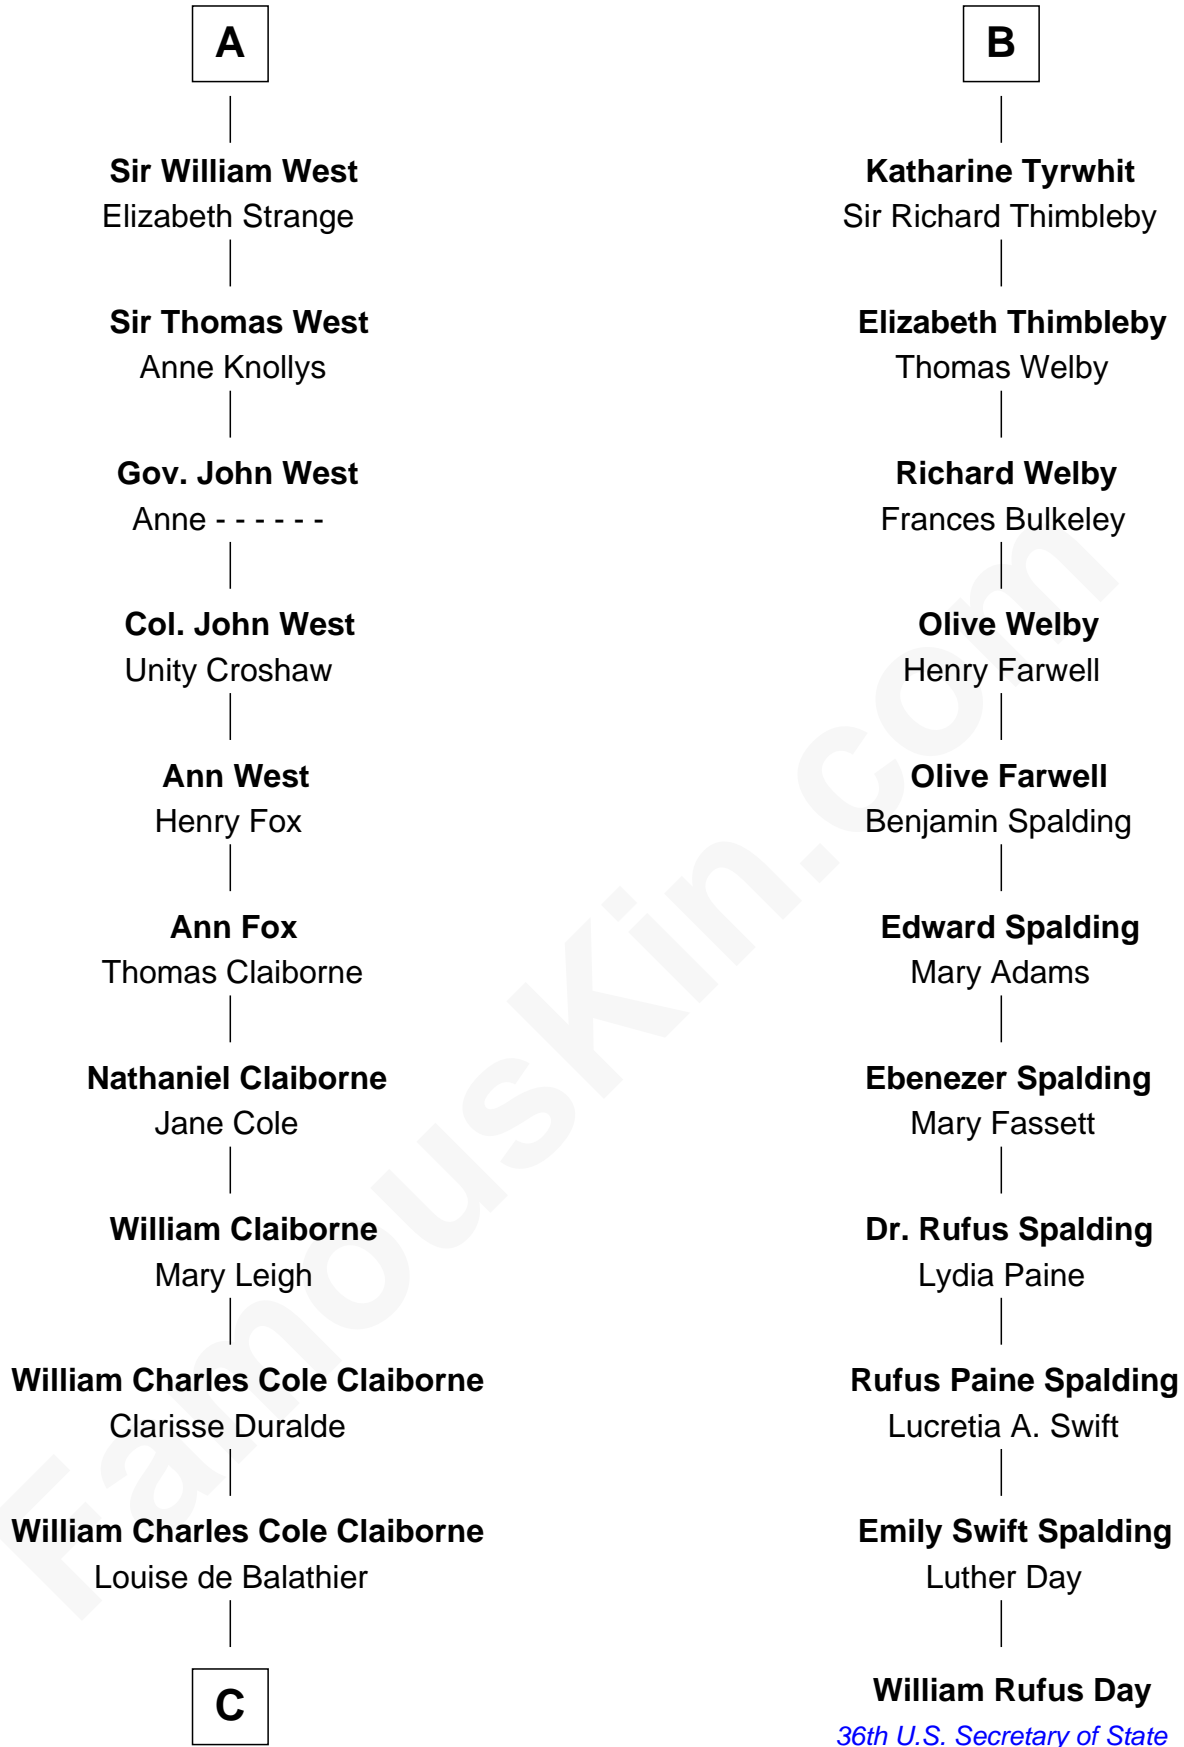 A
Sir William West
Elizabeth Strange
Sir Thomas West
Anne Knollys
Gov. John West
Anne - - - - - -
Col. John West
Unity Croshaw
Ann West
Henry Fox
Ann Fox
Thomas Claiborne
Nathaniel Claiborne
Jane Cole
William Claiborne
Mary Leigh
William Charles Cole Claiborne
Clarisse Duralde
William Charles Cole Claiborne
Louise de Balathier
C
B
Katharine Tyrwhit
Sir Richard Thimbleby
Elizabeth Thimbleby
Thomas Welby
Richard Welby
Frances Bulkeley
Olive Welby
Henry Farwell
Olive Farwell
Benjamin Spalding
Edward Spalding
Mary Adams
Ebenezer Spalding
Mary Fassett
Dr. Rufus Spalding
Lydia Paine
Rufus Paine Spalding
Lucretia A. Swift
Emily Swift Spalding
Luther Day
William Rufus Day
36th U.S. Secretary of State
FamousKin.com